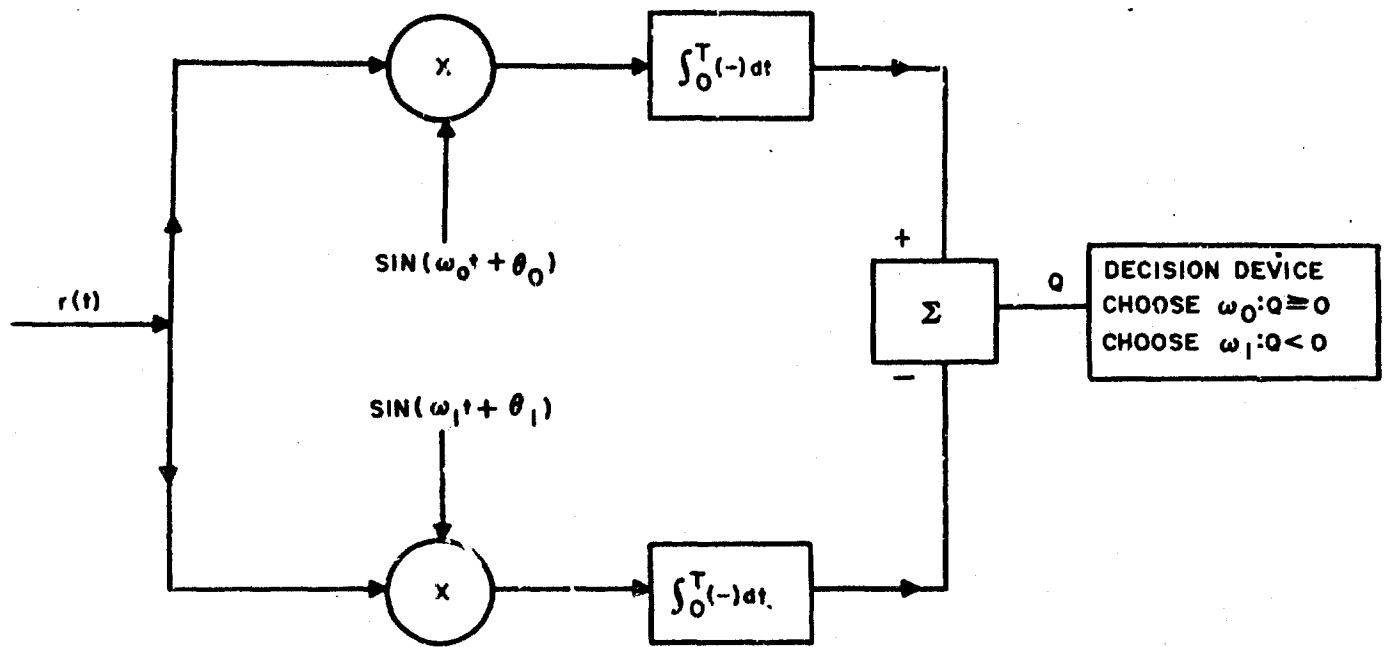 X
∫₀ᵀ(-)dt
SIN(ω₀t + θ₀)
r(t)
+
Σ
−
Q
DECISION DEVICE
CHOOSE ω₀:Q≥0
CHOOSE ω₁:Q<0
SIN(ω₁t + θ₁)
X
∫₀ᵀ(-)dt.